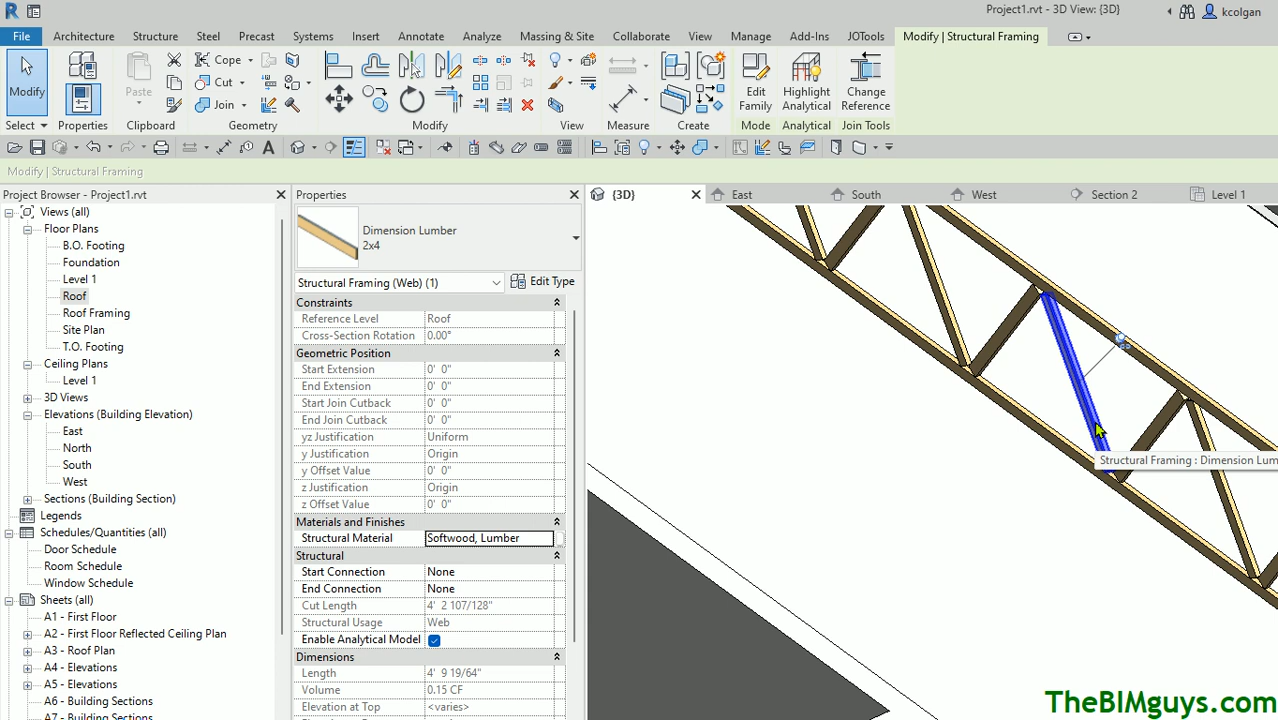 Project1.rvt - 3D View: {3D}
kcolgan
File
Architecture
Structure
Steel
Precast
Systems
Insert
Annotate
Analyze
Massing & Site
Collaborate
View
Manage
Add-Ins
JOTools
Modify | Structural Framing
Modify
Select
Properties
Paste
Clipboard
Cope
Cut
Join
Geometry
Modify
View
Measure
Create
Edit
Family
Mode
Highlight
Analytical
Analytical
Change
Reference
Join Tools
Modify | Structural Framing
Project Browser - Project1.rvt
Views (all)
Floor Plans
B.O. Footing
Foundation
Level 1
Roof
Roof Framing
Site Plan
T.O. Footing
Ceiling Plans
Level 1
3D Views
Elevations (Building Elevation)
East
North
South
West
Sections (Building Section)
Legends
Schedules/Quantities (all)
Door Schedule
Room Schedule
Window Schedule
Sheets (all)
A1 - First Floor
A2 - First Floor Reflected Ceiling Plan
A3 - Roof Plan
A4 - Elevations
A5 - Elevations
A6 - Building Sections
A7 - Building Sections
Properties
Dimension Lumber
2x4
Structural Framing (Web) (1)
Edit Type
Constraints
Reference Level Roof
Cross-Section Rotation 0.00°
Geometric Position
Start Extension 0' 0"
End Extension 0' 0"
Start Join Cutback 0' 0"
End Join Cutback 0' 0"
yz Justification Uniform
y Justification Origin
y Offset Value 0' 0"
z Justification Origin
z Offset Value 0' 0"
Materials and Finishes
Structural Material Softwood, Lumber
Structural
Start Connection None
End Connection None
Cut Length 4' 2 107/128"
Structural Usage Web
Enable Analytical Model
Dimensions
Length 4' 9 19/64"
Volume 0.15 CF
Elevation at Top <varies>
{3D}
East
South
West
Section 2
Level 1
Structural Framing : Dimension Lum
TheBIMguys.com